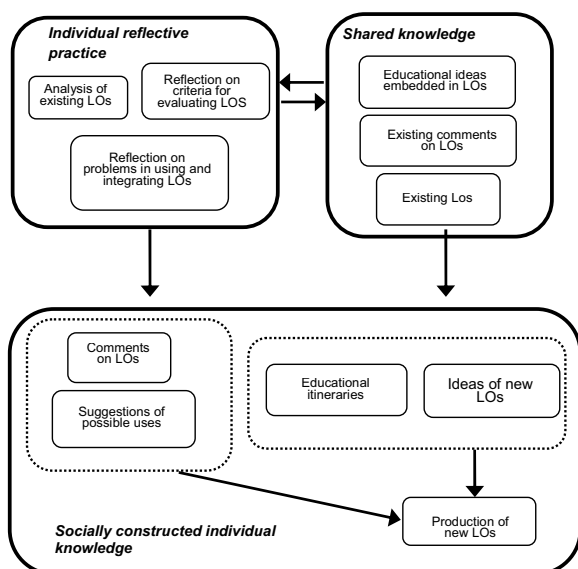 Individual reflective
practice
Analysis of
existing LOs
Reflection on
criteria for
evaluating LOS
Reflection on
problems in using and
integrating LOs
Shared knowledge
Educational ideas
embedded in LOs
Existing comments
on LOs
Existing Los
Comments
on LOs
Suggestions of
possible uses
Educational
itineraries
Ideas of new
LOs
Production of
new LOs
Socially constructed individual
knowledge